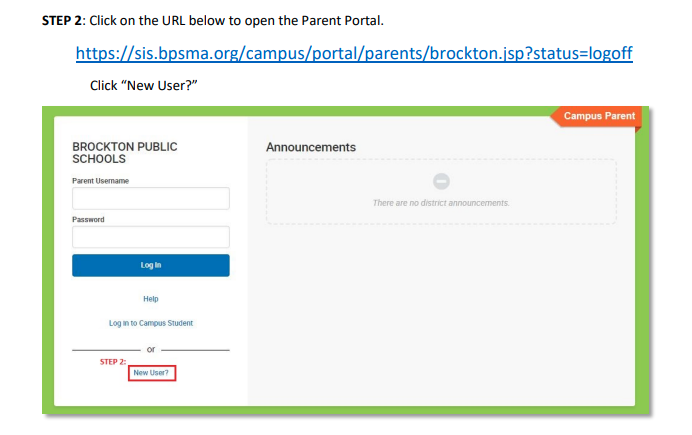 STEP 2: Click on the URL below to open the Parent Portal.
https://sis.bpsma.org/campus/portal/parents/brockton.jsp?status=logoff
Click “New User?”
Campus Parent
BROCKTON PUBLIC
SCHOOLS
Parent Username
Password
Log In
Help
Log in to Campus Student
or
STEP 2:
New User?
Announcements
There are no district announcements.